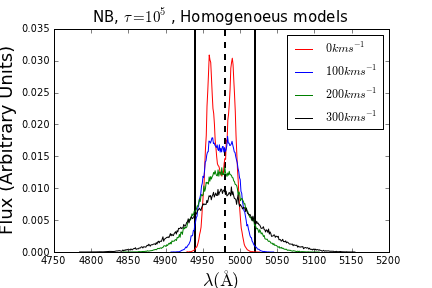 NB, τ=10⁵ , Homogenoeus models
Flux (Arbitrary Units)
0.035
0.030
0.025
0.020
0.015
0.010
0.005
0.000
0kms⁻¹
100kms⁻¹
200kms⁻¹
300kms⁻¹
4750 4800 4850 4900 4950 5000 5050 5100 5150 5200
λ(Å)